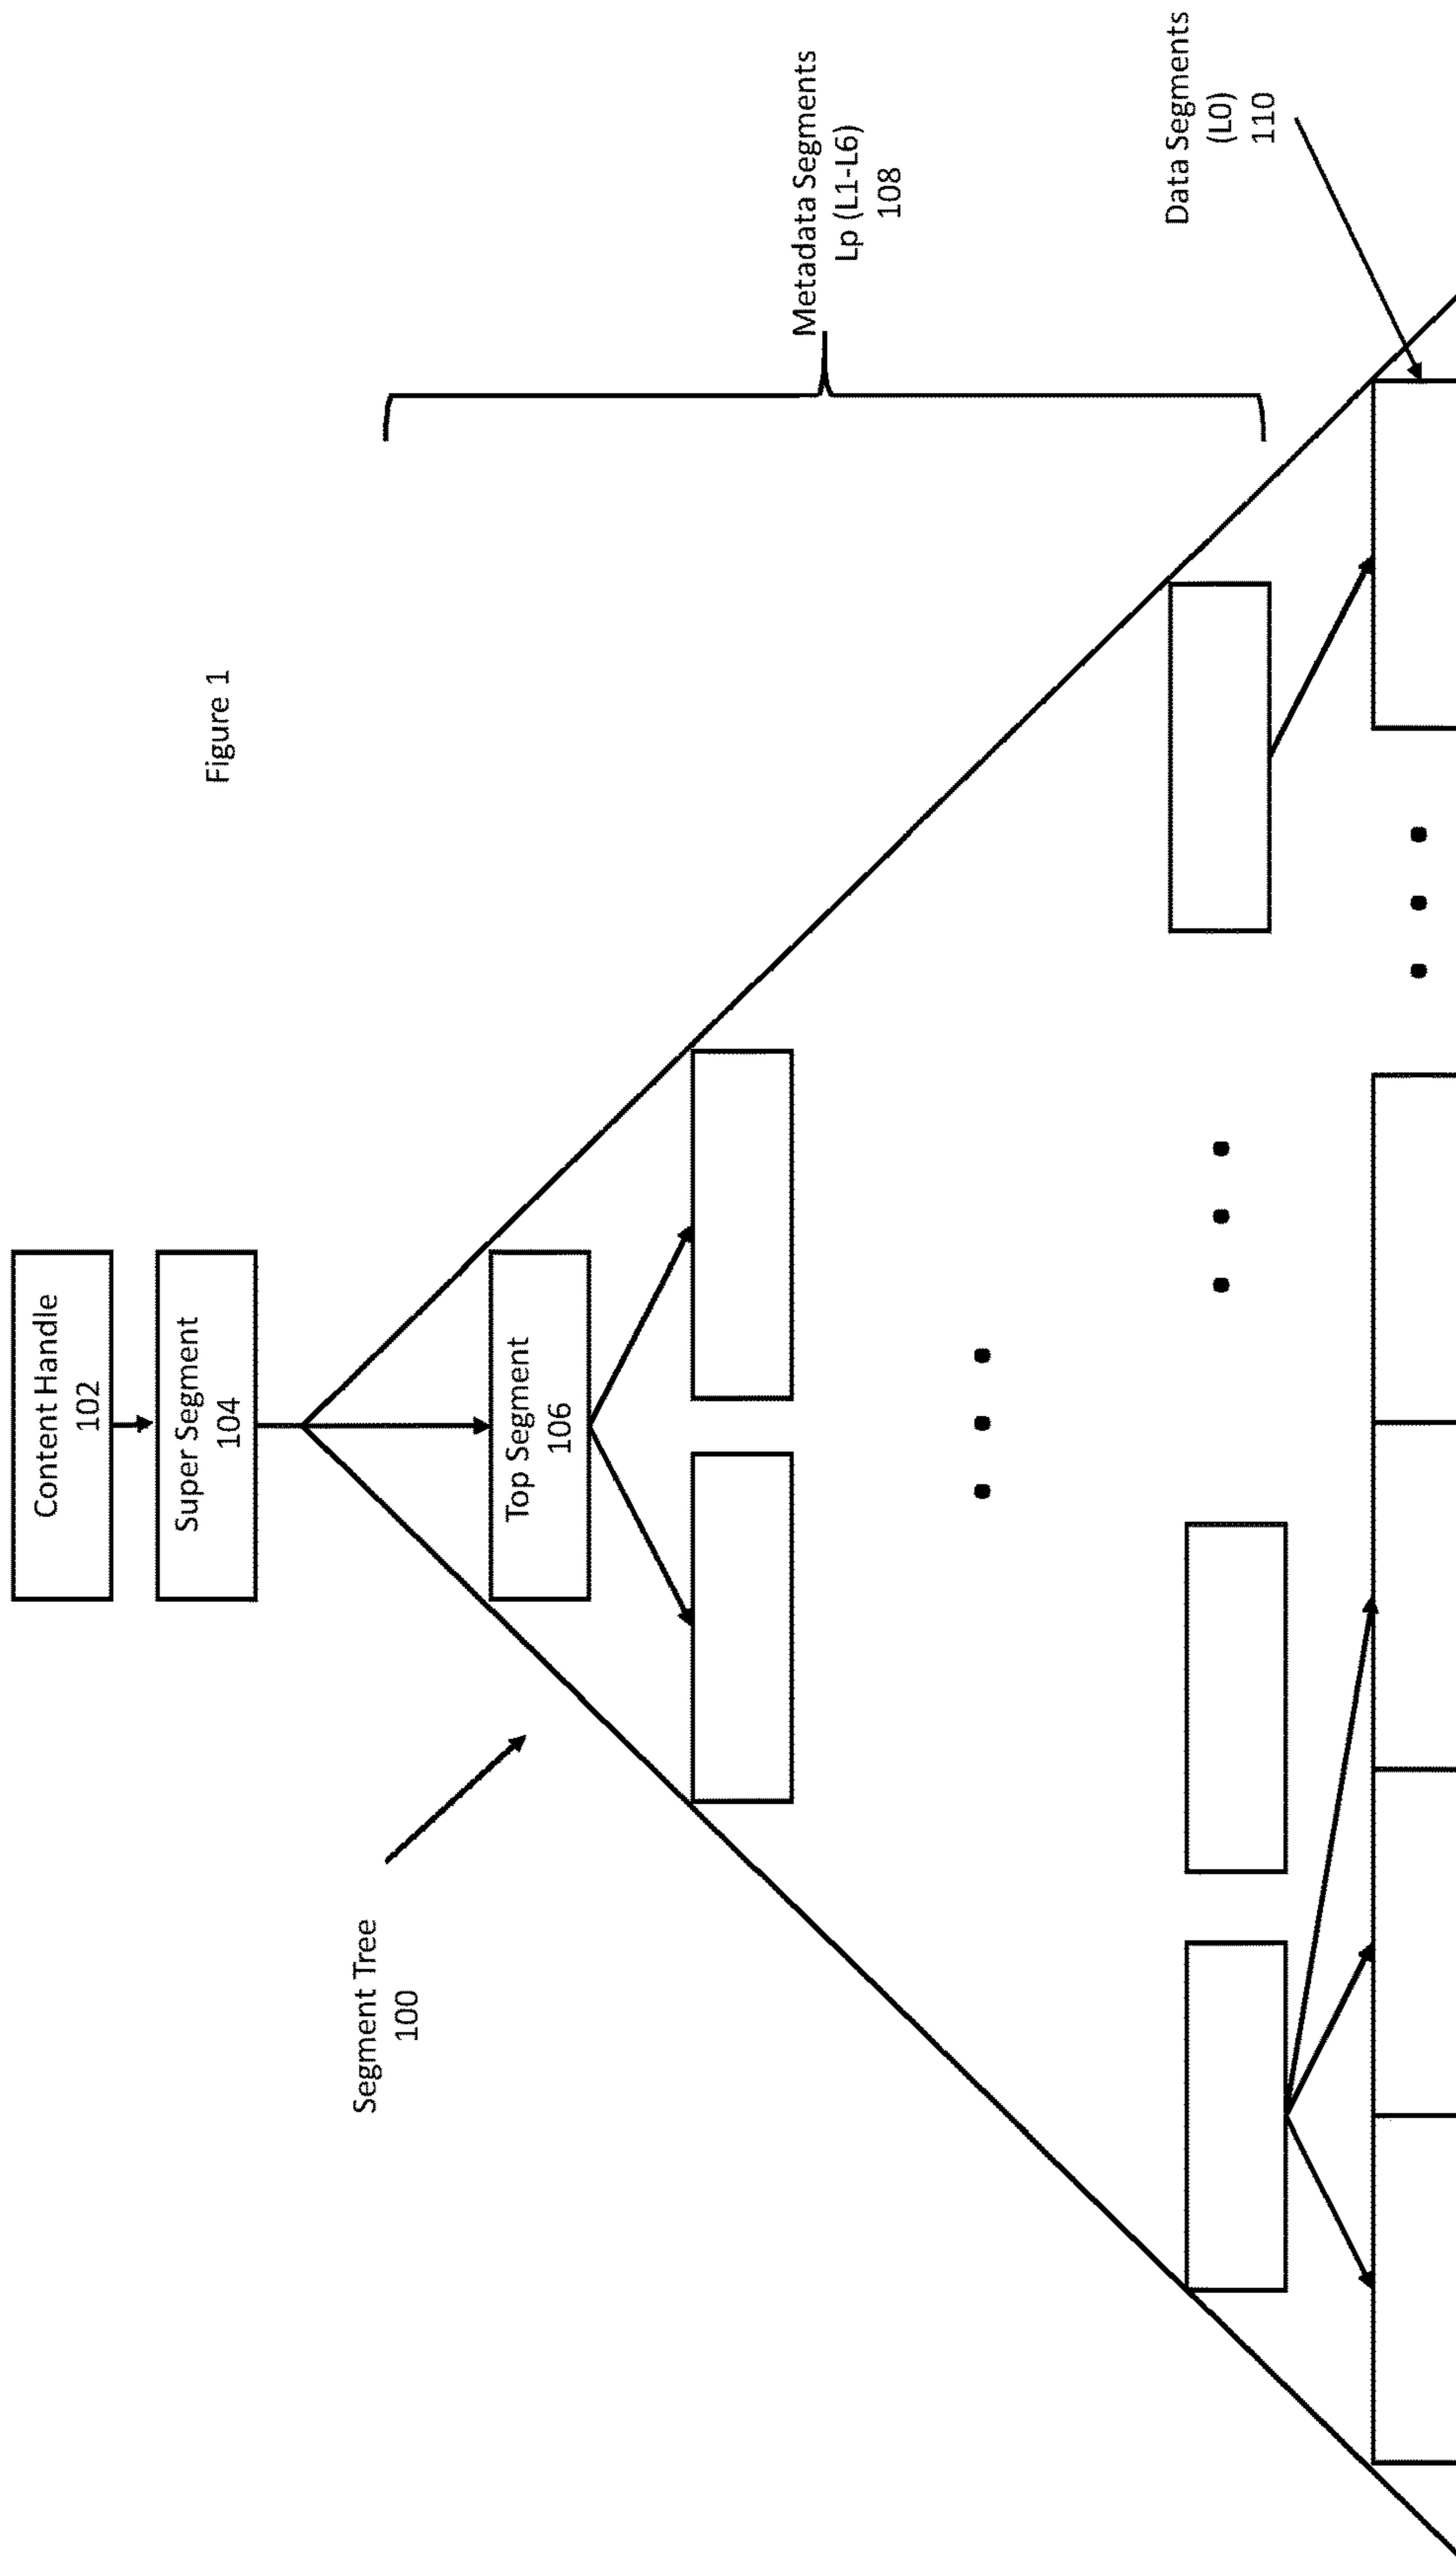 Content Handle
102
Super Segment
104
Figure 1
Segment Tree
100
Top Segment
106
Metadata Segments
Lp (L1-L6)
108
Data Segments
(L0)
110